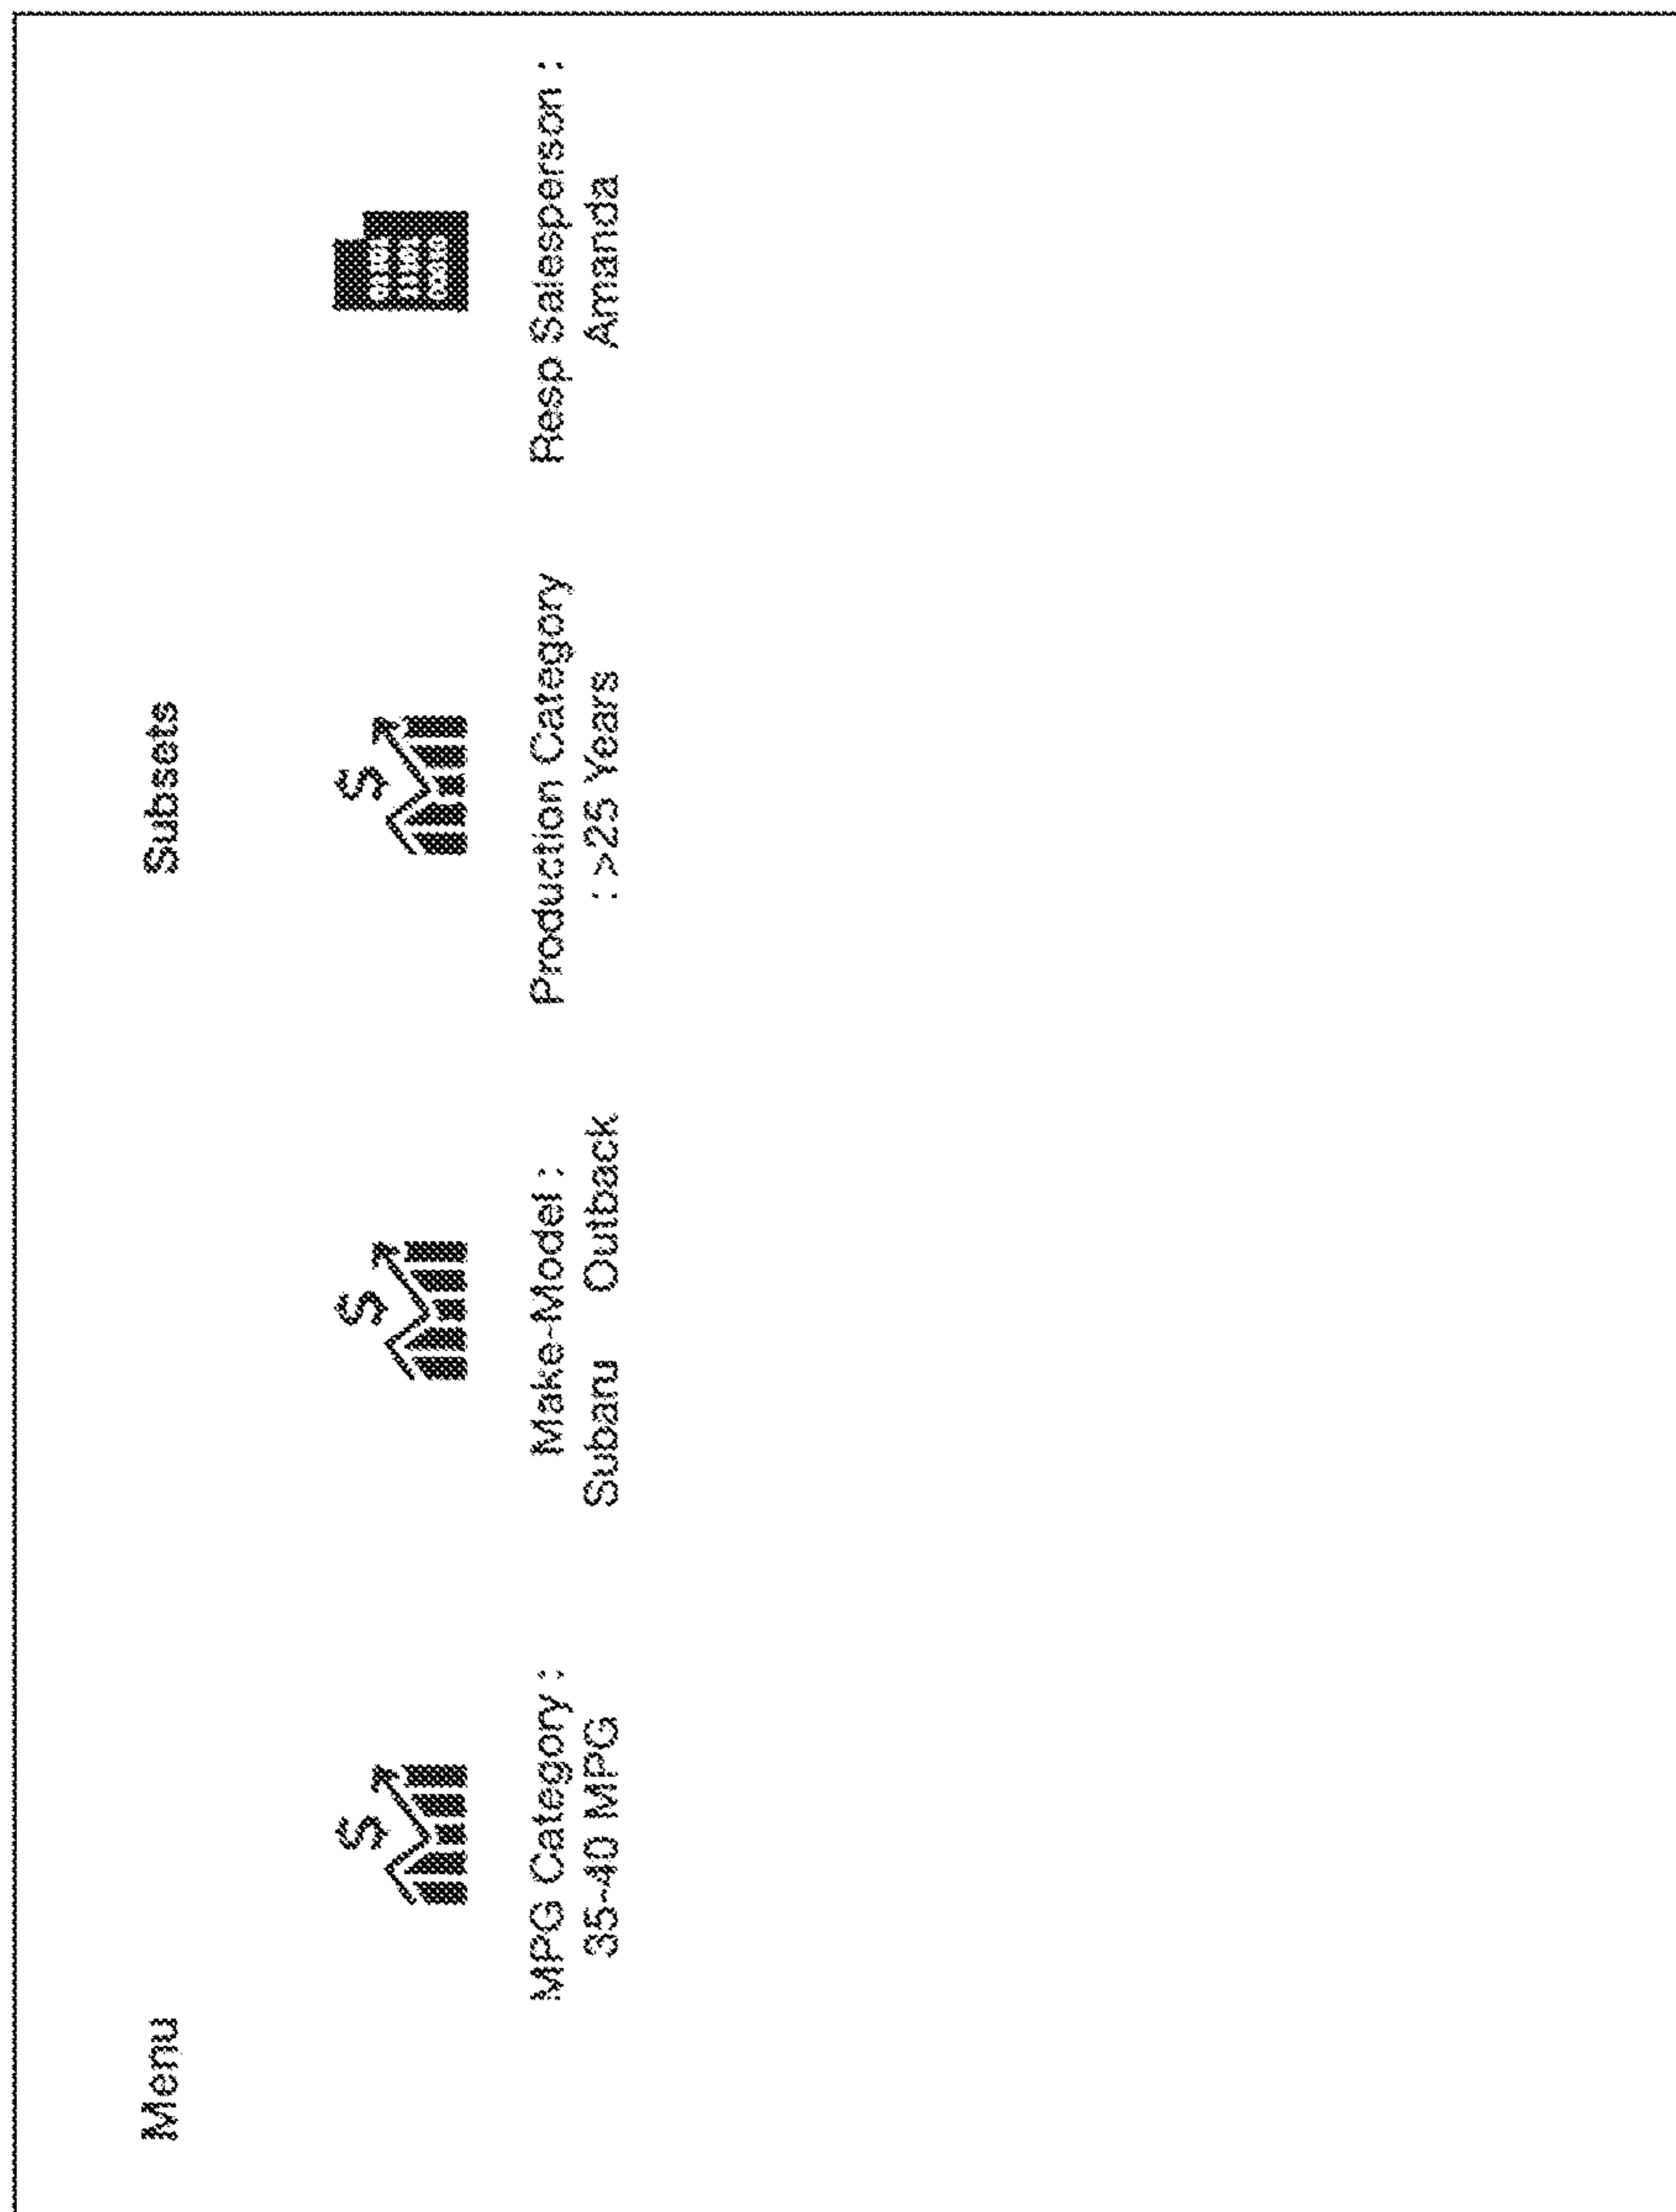 Menu
Subsets
MPG Category :
35-40 MPG
Make-Model :
Subaru Outback
Production Category
: >25 Years
Resp Salesperson :
Amanda